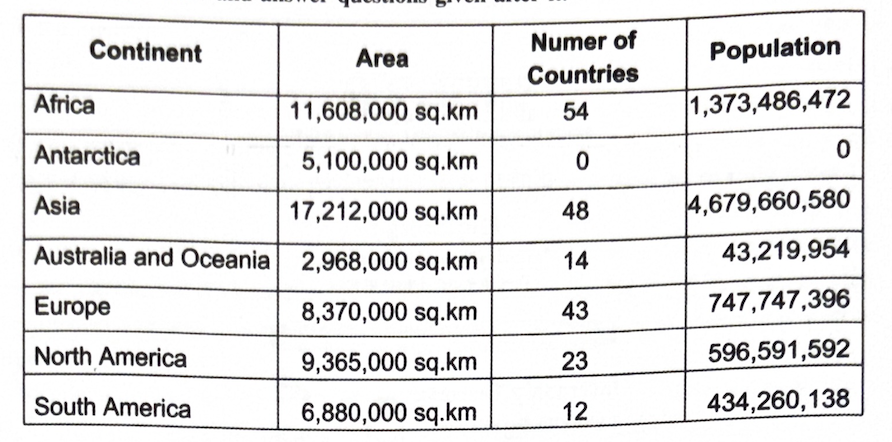 answer questions given after
Continent Area Numer of Countries Population
Africa 11,608,000 sq.km 54 1,373,486,472
Antarctica 5,100,000 sq.km 0 0
Asia 17,212,000 sq.km 48 4,679,660,580
Australia and Oceania 2,968,000 sq.km 14 43,219,954
Europe 8,370,000 sq.km 43 747,747,396
North America 9,365,000 sq.km 23 596,591,592
South America 6,880,000 sq.km 12 434,260,138